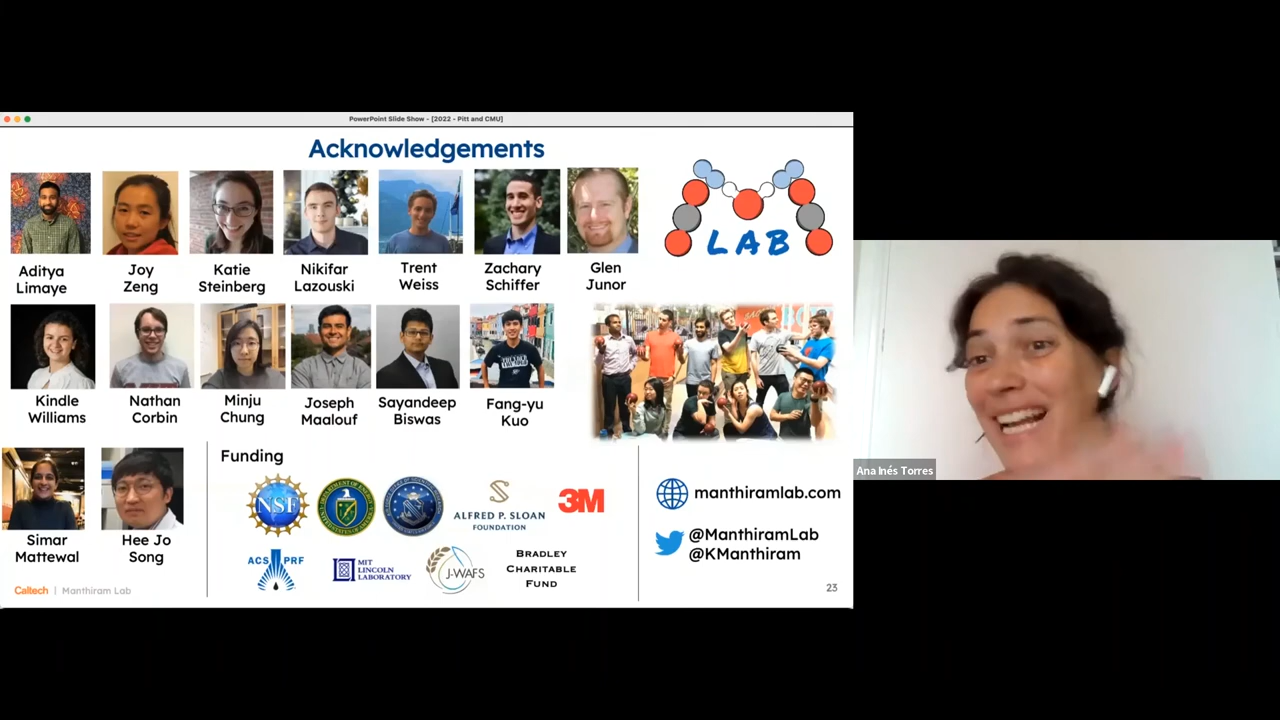 PowerPoint Slide Show - [2022 - Pitt and CMU]
Acknowledgements
Aditya
Limaye
Joy
Zeng
Katie
Steinberg
Nikifar
Lazouski
Trent
Weiss
Zachary
Schiffer
Glen
Junor
LAB
Kindle
Williams
Nathan
Corbin
Minju
Chung
Joseph
Maalouf
Sayandeep
Biswas
Fang-yu
Kuo
Simar
Mattewal
Hee Jo
Song
Funding
NSF
ALFRED P. SLOAN
FOUNDATION
3M
ACS PRF
MIT
LINCOLN
LABORATORY
J-WAFS
BRADLEY
CHARITABLE
FUND
manthiramlab.com
@ManthiramLab
@KManthiram
Caltech | Manthiram Lab
23
Ana Inés Torres